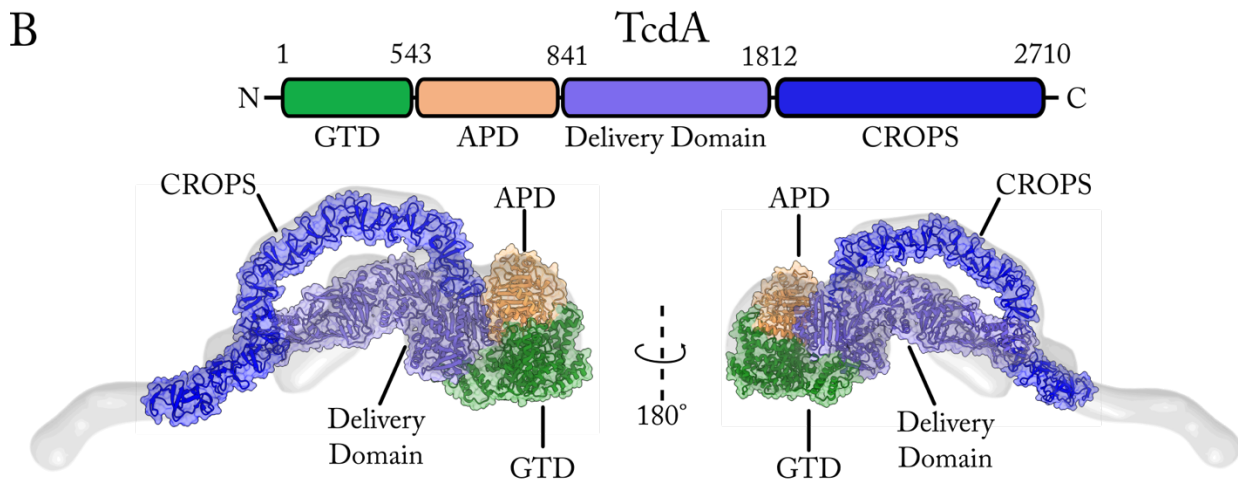 B
TcdA
1 543 841 1812 2710
N C
GTD APD Delivery Domain CROPS
CROPS APD APD CROPS
180°
Delivery
Domain
GTD
GTD
Delivery
Domain